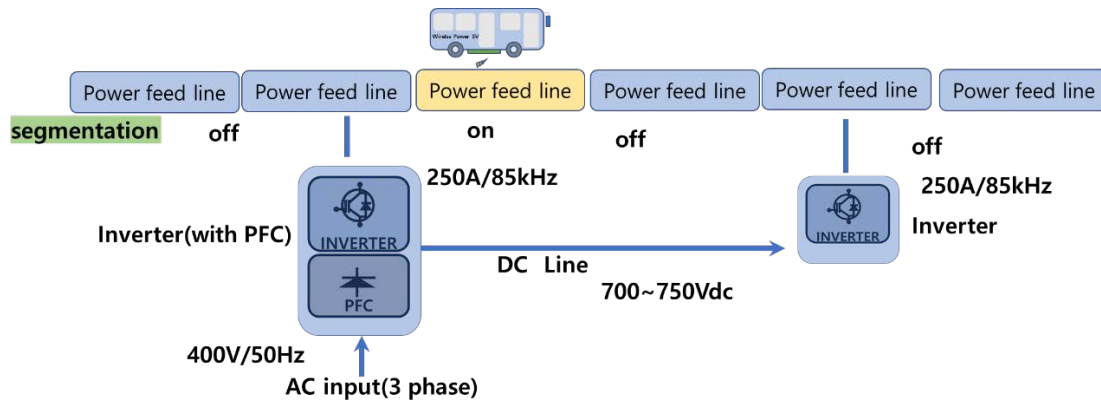 Wireless Power EV
Power feed line Power feed line Power feed line Power feed line Power feed line Power feed line
segmentation off on off off
250A/85kHz 250A/85kHz
Inverter(with PFC) INVERTER INVERTER Inverter
DC Line
700~750Vdc
PFC
400V/50Hz
AC input(3 phase)